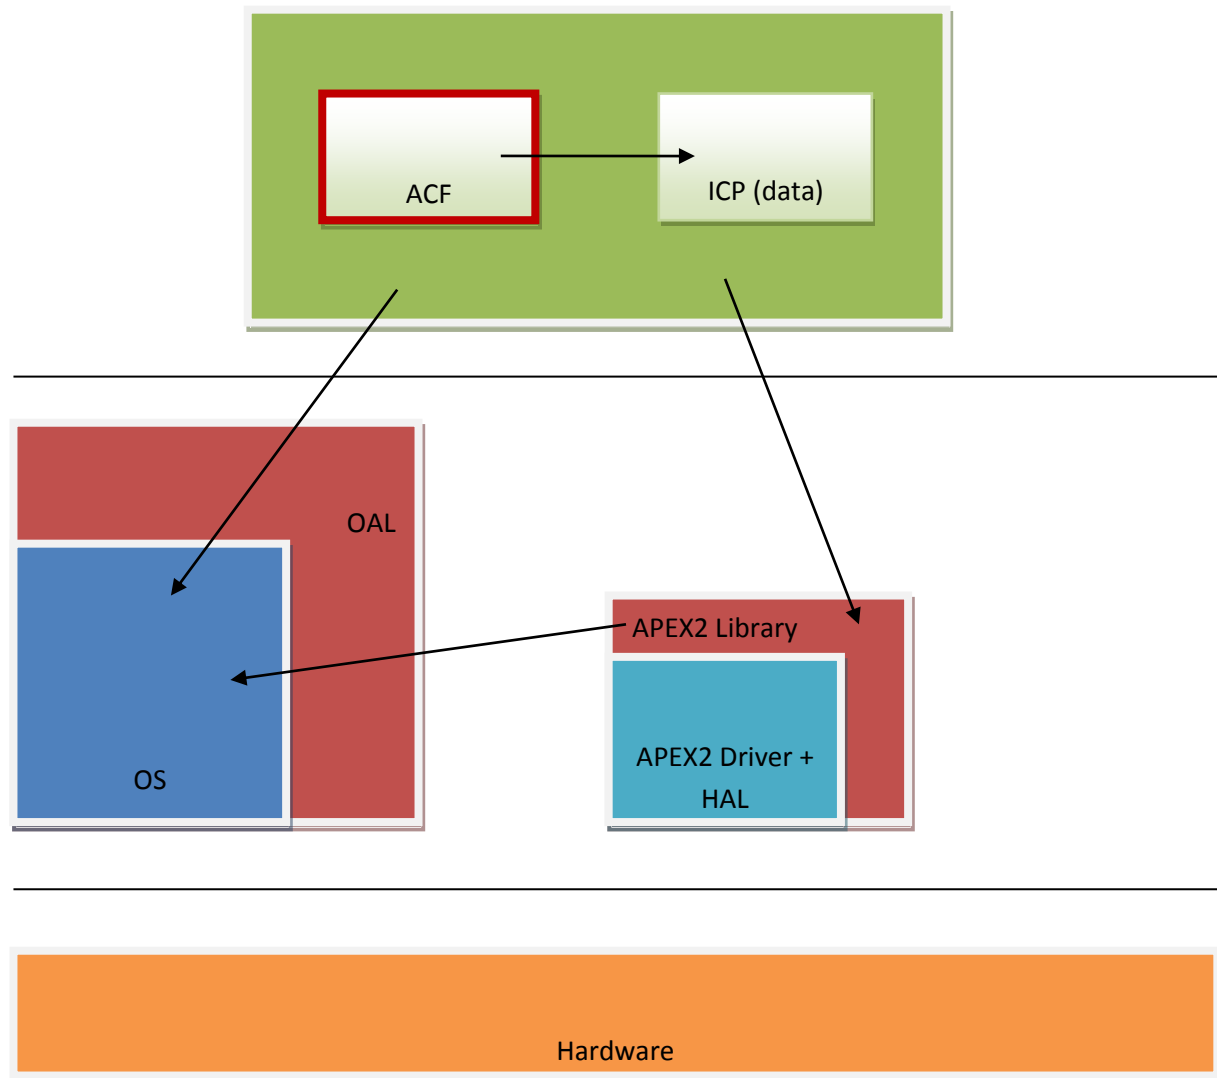 ACF
ICP (data)
OAL
APEX2 Library
APEX2 Driver +
HAL
OS
Hardware